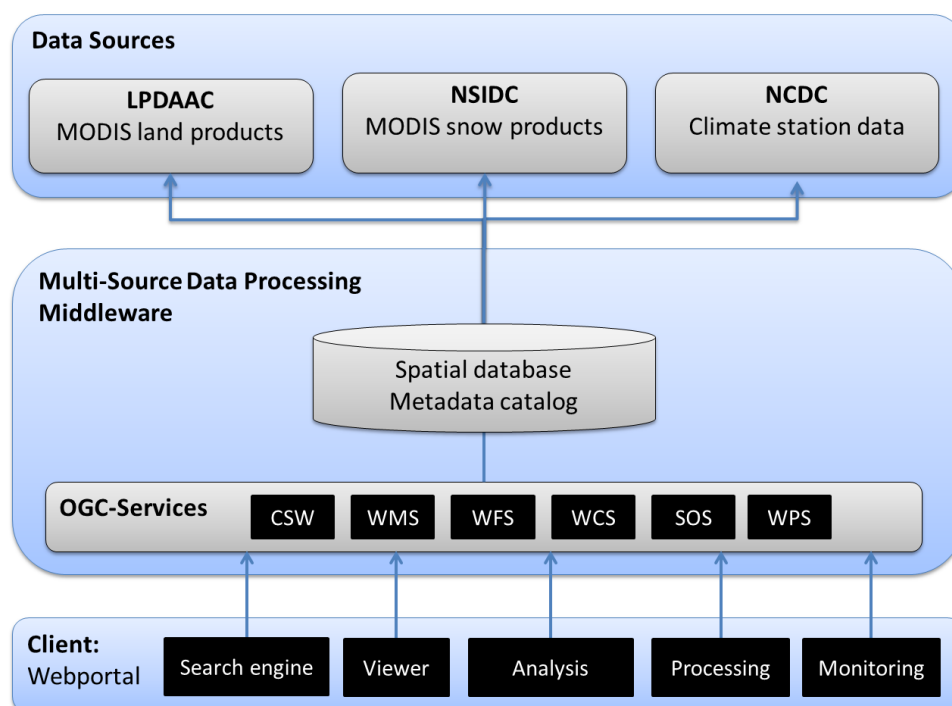 Data Sources
LPDAAC
MODIS land products
NSIDC
MODIS snow products
NCDC
Climate station data
Multi-Source Data Processing
Middleware
Spatial database
Metadata catalog
OGC-Services
CSW
WMS
WFS
WCS
SOS
WPS
Client:
Webportal
Search engine
Viewer
Analysis
Processing
Monitoring